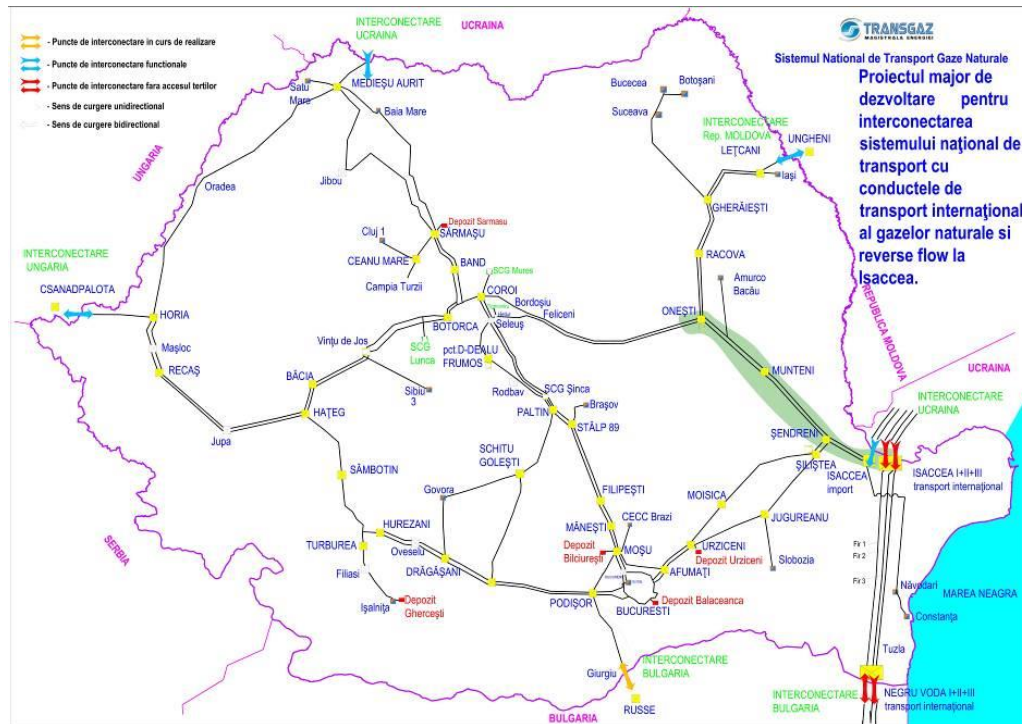 UCRAINA
INTERCONECTARE
UCRAINA
TRANSGAZ
MAGISTRALA ENERGIEI
Sistemul National de Transport Gaze Naturale
Proiectul major de
dezvoltare pentru
interconectarea
sistemului naţional de
transport cu
conductele de
transport internaţional
al gazelor naturale si
reverse flow la
Isaccea.
- Puncte de interconectare in curs de realizare
- Puncte de interconectare functionale
- Puncte de interconectare fara accesul tertilor
- Sens de curgere unidirectional
- Sens de curgere bidirectional
UCRAINA
MEDIEŞU AURIT
Satu
Mare
Baia Mare
Bucecea
Botoşani
Suceava
INTERCONECTARE
Rep. MOLDOVA
UNGHENI
LEŢCANI
Iaşi
UNGARIA
Oradea
Jibou
GHERĂIEŞTI
Depozit Sarmasu
Cluj 1
SĂRMAŞU
CEANU MARE
BAND
Campia Turzii
RACOVA
Amurco
Bacău
INTERCONECTARE
UNGARIA
CSANADPALOTA
SCG Mures
COROI
Bordoşiu
Feliceni
Seleuş
ONEŞTI
REPUBLICA MOLDOVA
HORIA
BOTORCA
Maşloc
Vinţu de Jos
SCG
Lunca
pct.D-DEALU
FRUMOS
RECAŞ
BĂCIA
Sibiu
3
Rodbav
SCG Şinca
MUNTENI
UCRAINA
INTERCONECTARE
UCRAINA
HAŢEG
PALTIN
Braşov
STÂLP 89
Jupa
SCHITU
GOLEŞTI
ŞENDRENI
ŞILIŞTEA
ISACCEA
import
ISACCEA I+II+III
transport internaţional
SÂMBOTIN
Govora
FILIPEŞTI
MOISICA
JUGUREANU
HUREZANI
MĂNEŞTI
CECC Brazi
TURBUREA
Oveselu
Depozit
Bilciureşti
MOŞU
URZICENI
Depozit Urziceni
Slobozia
Fir 1
Fir 2
Fir 3
SERBIA
Filiasi
DRĂGĂŞANI
AFUMAŢI
Işalniţa
Depozit
Gherceşti
PODIŞOR
BUCURESTI
Depozit Balaceanca
Năvodari
MAREA NEAGRA
Constanţa
Tuzla
Giurgiu
INTERCONECTARE
BULGARIA
RUSSE
BULGARIA
INTERCONECTARE
BULGARIA
NEGRU VODA I+II+III
transport internaţional